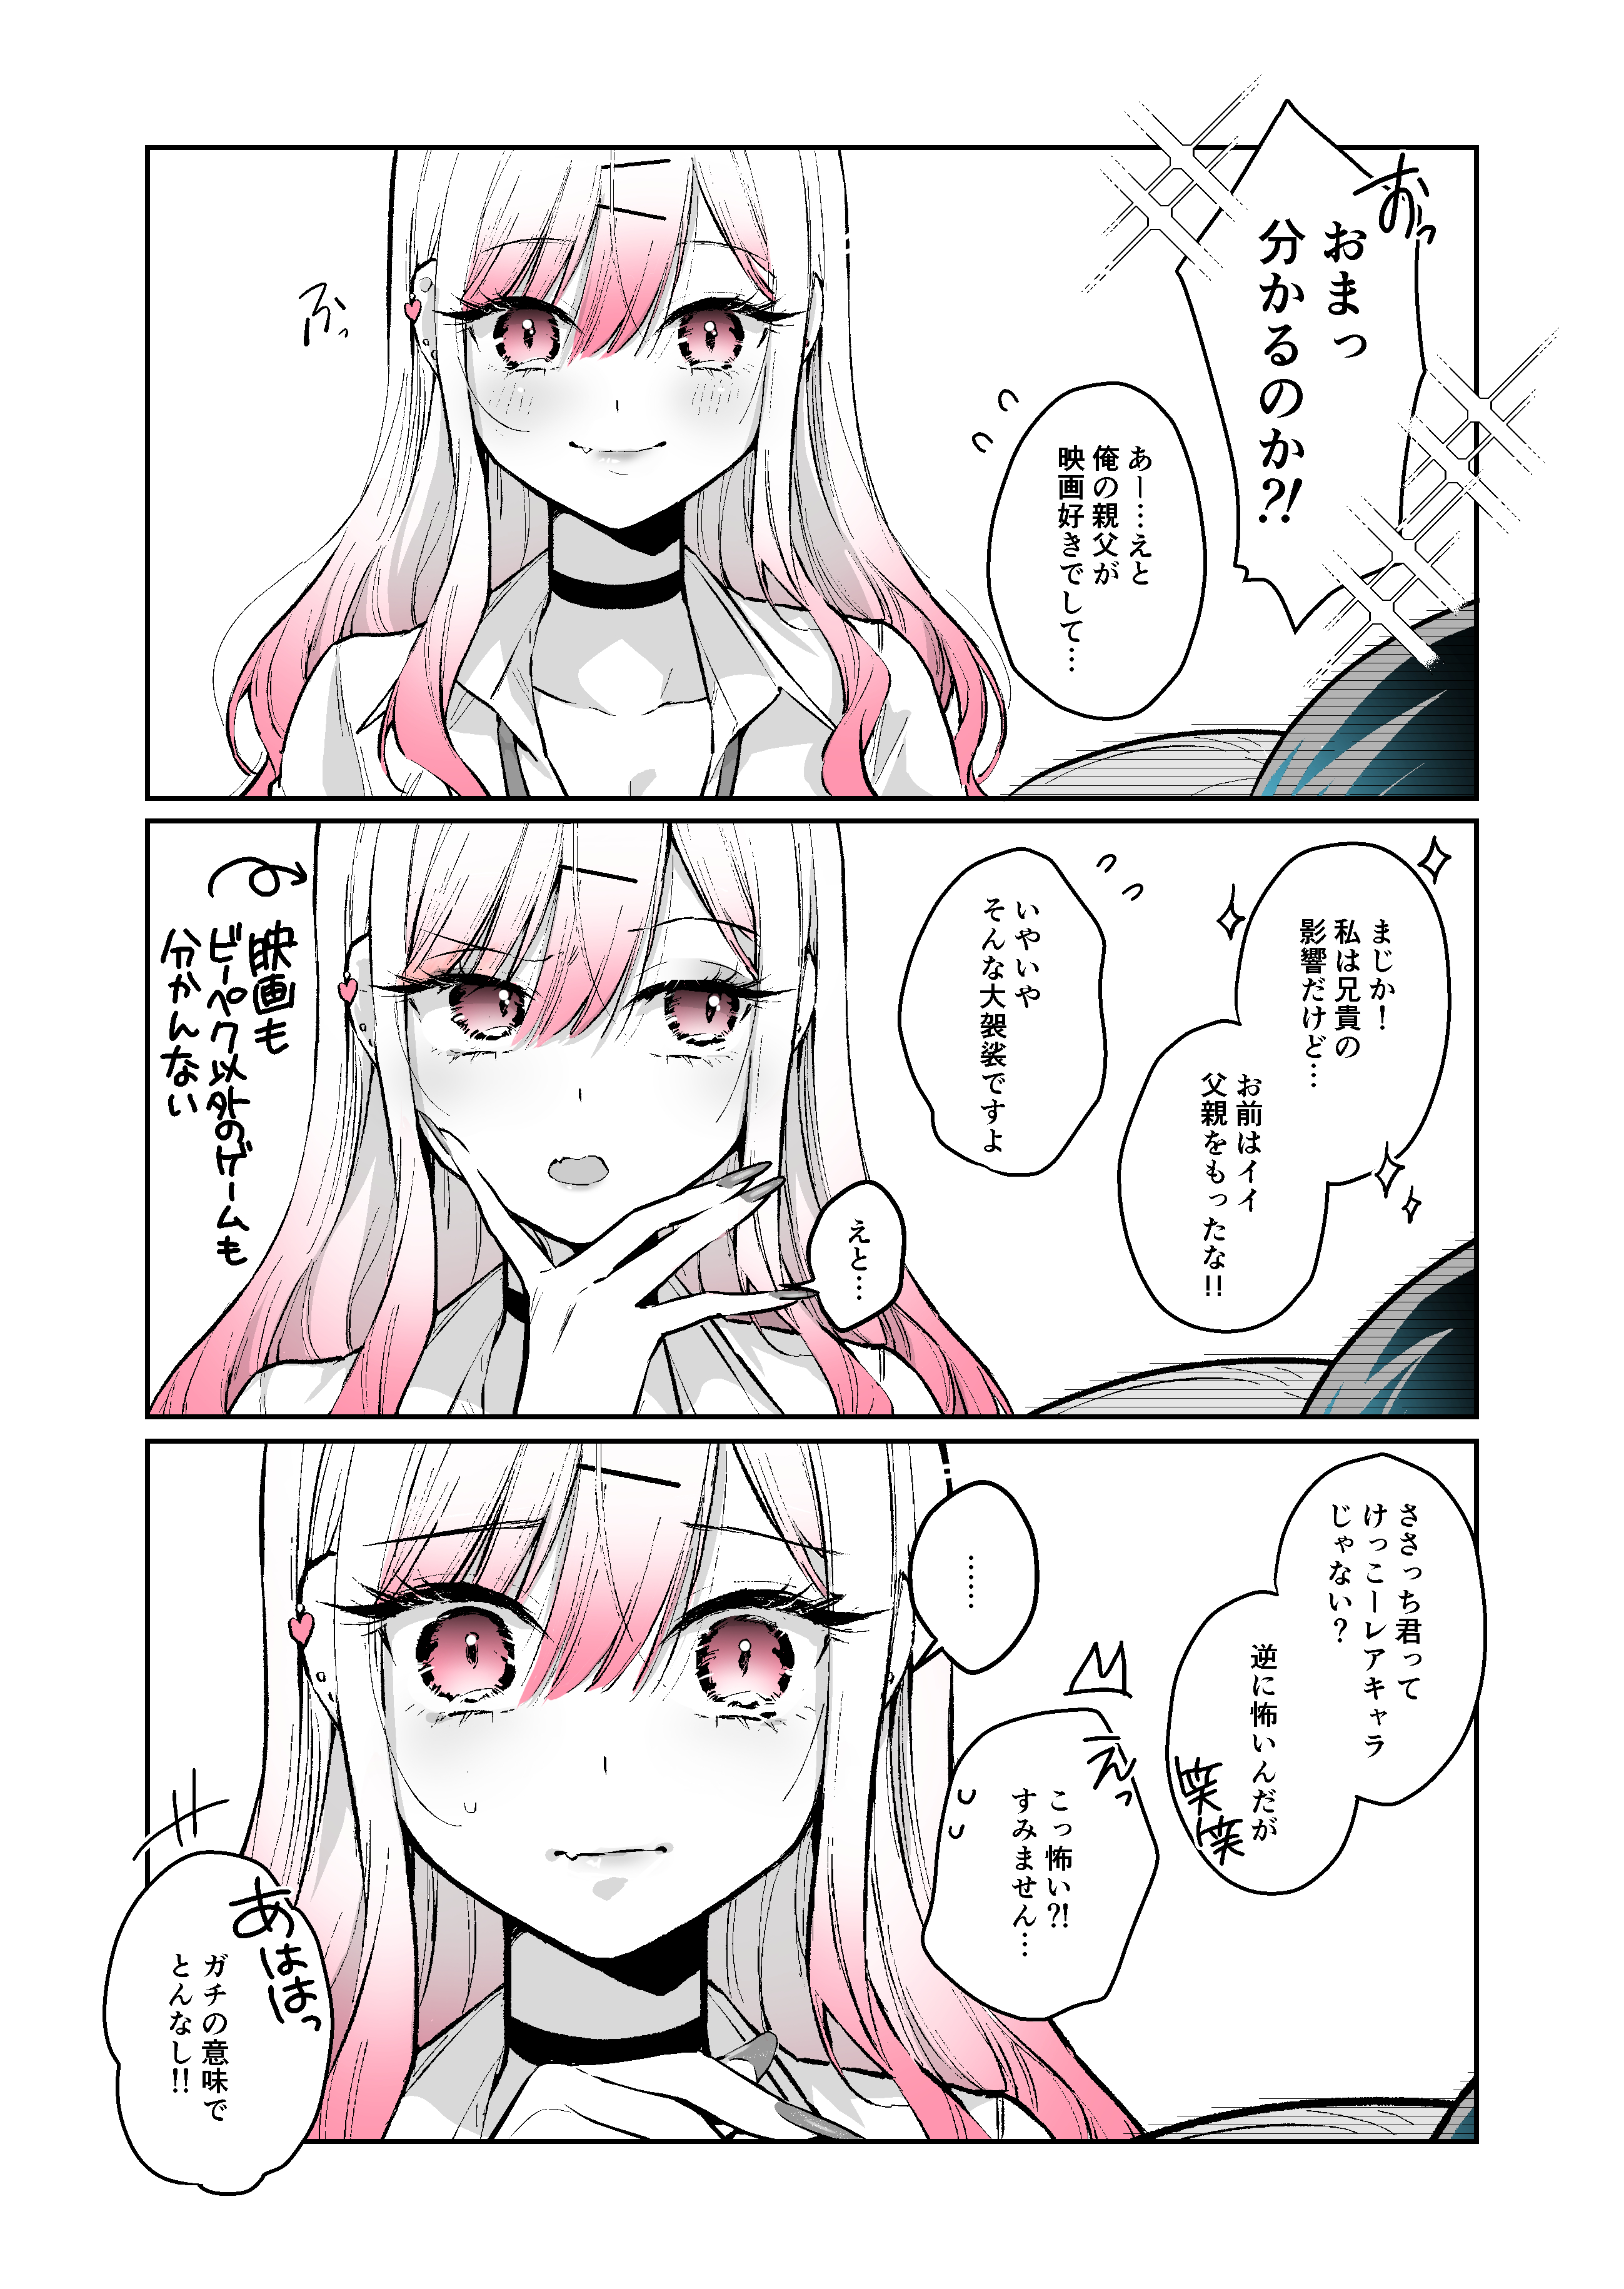 おっ
おまっ
分かるのか?!
あー…えと
俺の親父が
映画好きでして…
ふっ
まじか！
私は兄貴の
影響だけど…
お前はイイ
父親をもったな!!
いやいや
そんな大袈裟ですよ
えと…
映画も
ビーペク以外のゲームも
分かんない
ささっち君って
けっこーレアキャラ
じゃない？
逆に怖いんだが
笑
笑
……
えっ
こっ怖い?!
すみません…
あははっ
ガチの意味で
とんなし!!